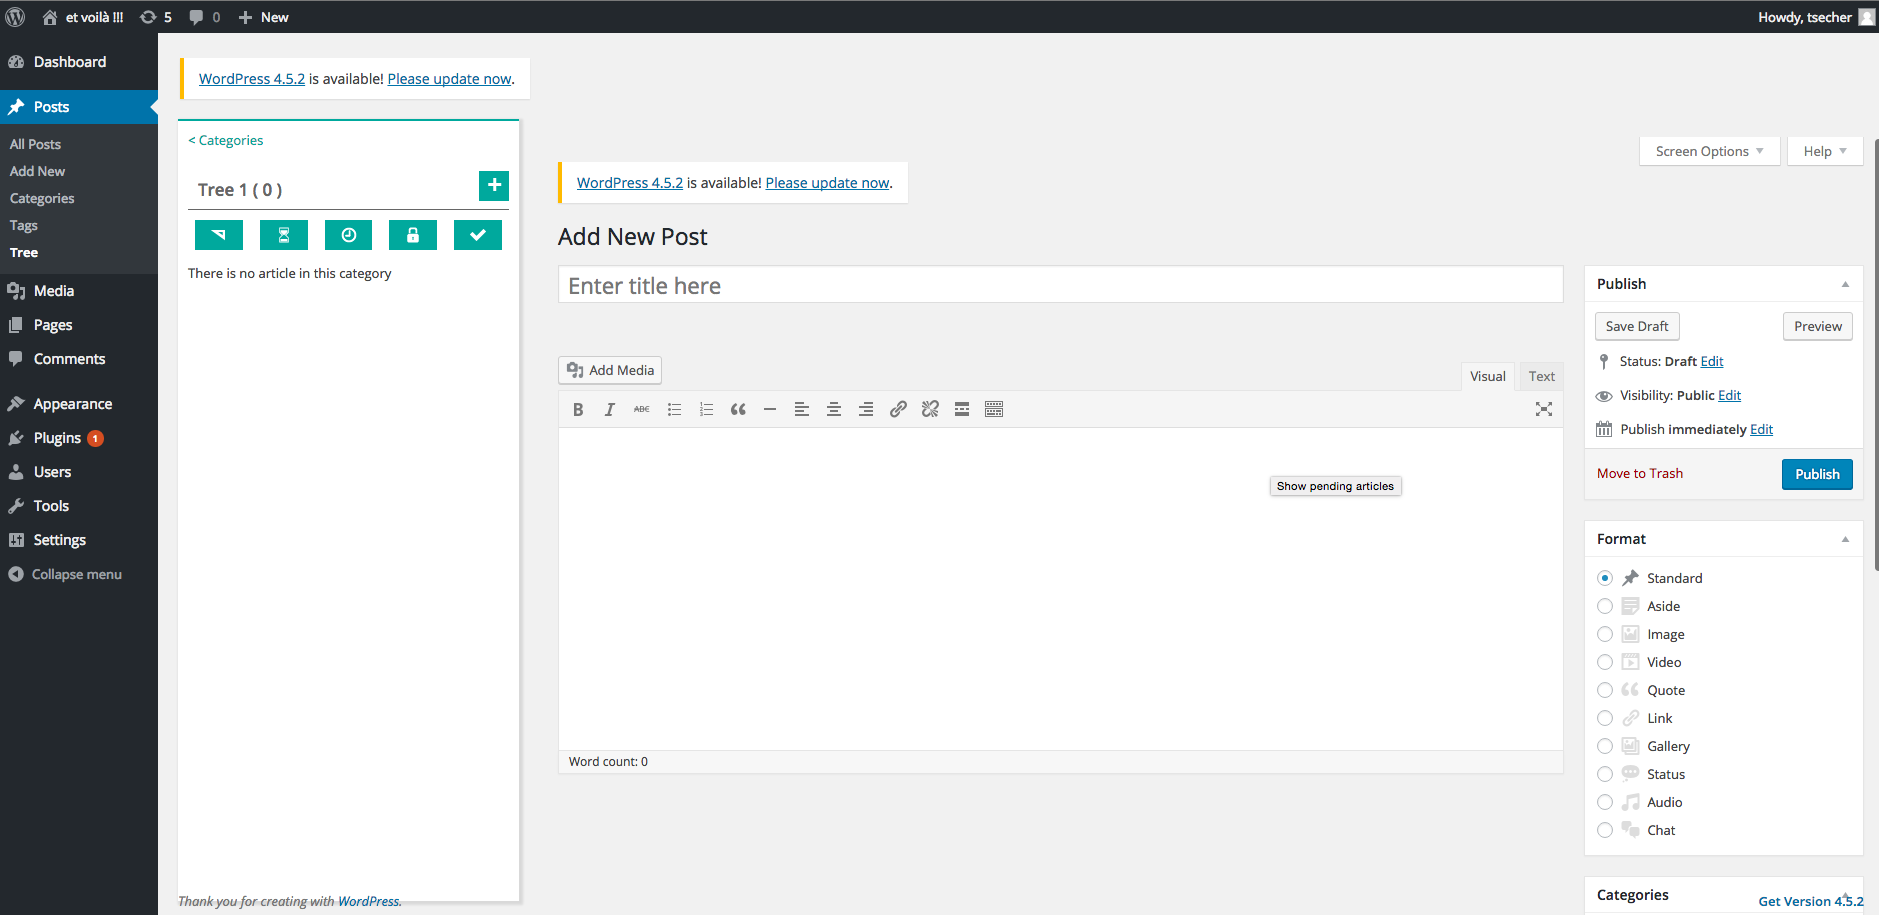 et voilà !!! 5 0 New Howdy, tsecher
Dashboard
Posts
All Posts
Add New
Categories
Tags
Tree
Media
Pages
Comments
Appearance
Plugins 1
Users
Tools
Settings
Collapse menu
WordPress 4.5.2 is available! Please update now.
< Categories
Tree 1 ( 0 )
There is no article in this category
Screen Options Help
WordPress 4.5.2 is available! Please update now.
Add New Post
Enter title here
Add Media
Visual Text
B I ABC
Show pending articles
Word count: 0
Publish
Save Draft Preview
Status: Draft Edit
Visibility: Public Edit
Publish immediately Edit
Move to Trash Publish
Format
Standard
Aside
Image
Video
Quote
Link
Gallery
Status
Audio
Chat
Categories
Thank you for creating with WordPress. Get Version 4.5.2